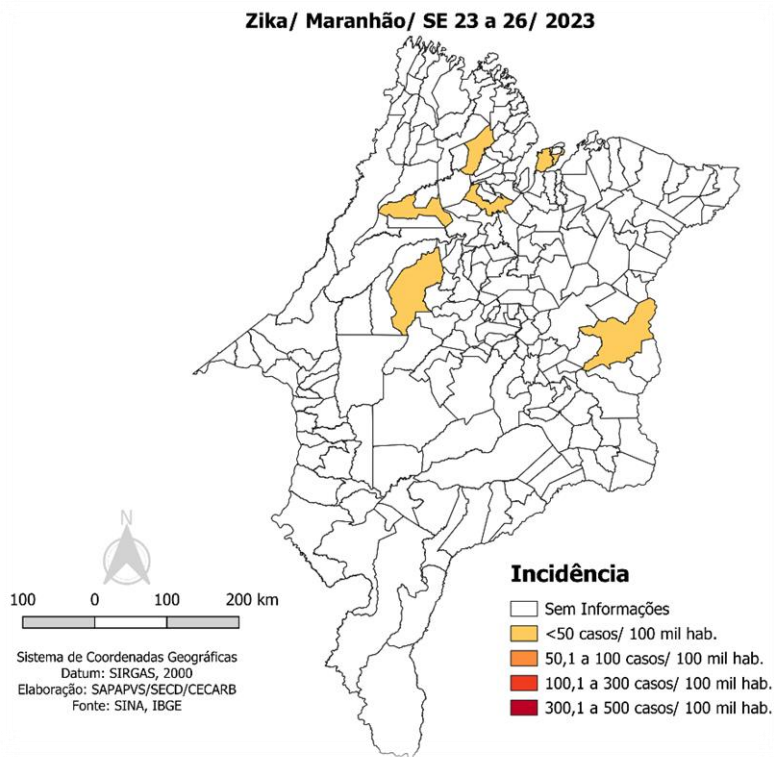 Zika/ Maranhão/ SE 23 a 26/ 2023
N
100 0 100 200 km
Sistema de Coordenadas Geográficas
Datum: SIRGAS, 2000
Elaboração: SAPAPVS/SECD/CECARB
Fonte: SINA, IBGE
Incidência
Sem Informações
<50 casos/ 100 mil hab.
50,1 a 100 casos/ 100 mil hab.
100,1 a 300 casos/ 100 mil hab.
300,1 a 500 casos/ 100 mil hab.